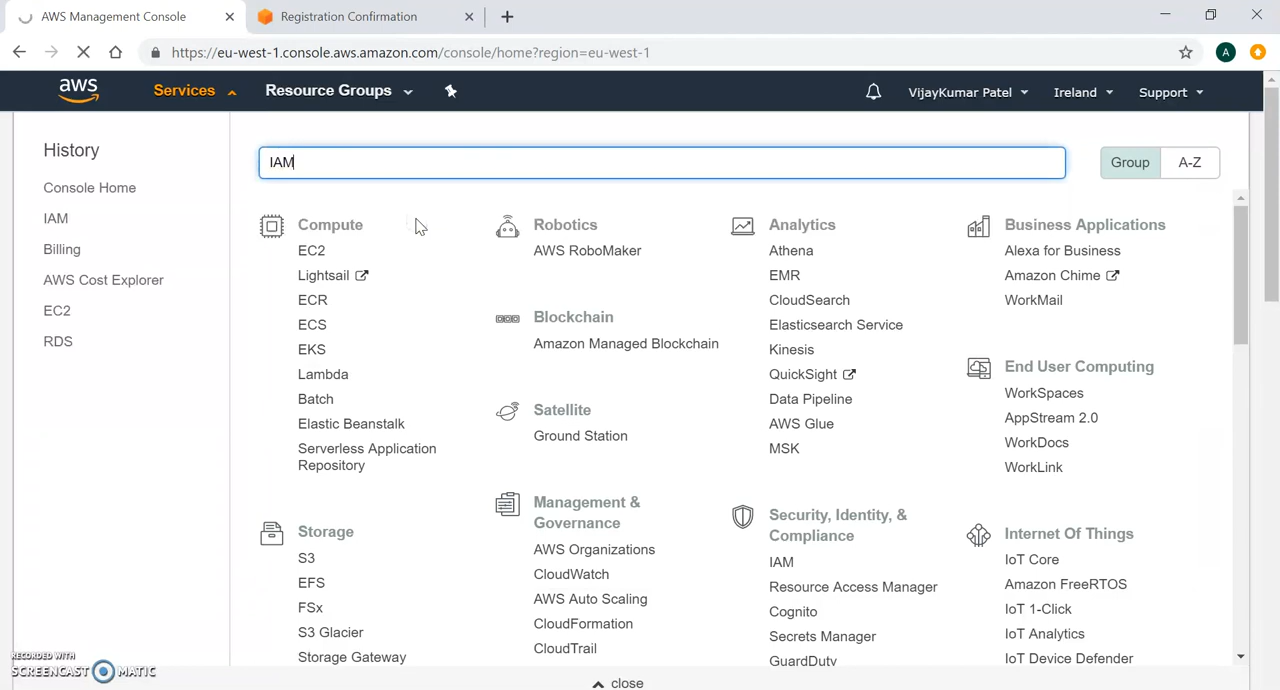 AWS Management Console
Registration Confirmation
https://eu-west-1.console.aws.amazon.com/console/home?region=eu-west-1
A
aws
Services
Resource Groups
VijayKumar Patel
Ireland
Support
History
Console Home
IAM
Billing
AWS Cost Explorer
EC2
RDS
IAM
Group
A-Z
Compute
EC2
Lightsail
ECR
ECS
EKS
Lambda
Batch
Elastic Beanstalk
Serverless Application
Repository
Storage
S3
EFS
FSx
S3 Glacier
Storage Gateway
Robotics
AWS RoboMaker
Blockchain
Amazon Managed Blockchain
Satellite
Ground Station
Management &
Governance
AWS Organizations
CloudWatch
AWS Auto Scaling
CloudFormation
CloudTrail
Analytics
Athena
EMR
CloudSearch
Elasticsearch Service
Kinesis
QuickSight
Data Pipeline
AWS Glue
MSK
Security, Identity, &
Compliance
IAM
Resource Access Manager
Cognito
Secrets Manager
GuardDuty
Business Applications
Alexa for Business
Amazon Chime
WorkMail
End User Computing
WorkSpaces
AppStream 2.0
WorkDocs
WorkLink
Internet Of Things
IoT Core
Amazon FreeRTOS
IoT 1-Click
IoT Analytics
IoT Device Defender
close
RECORDED WITH
SCREENCAST MATIC